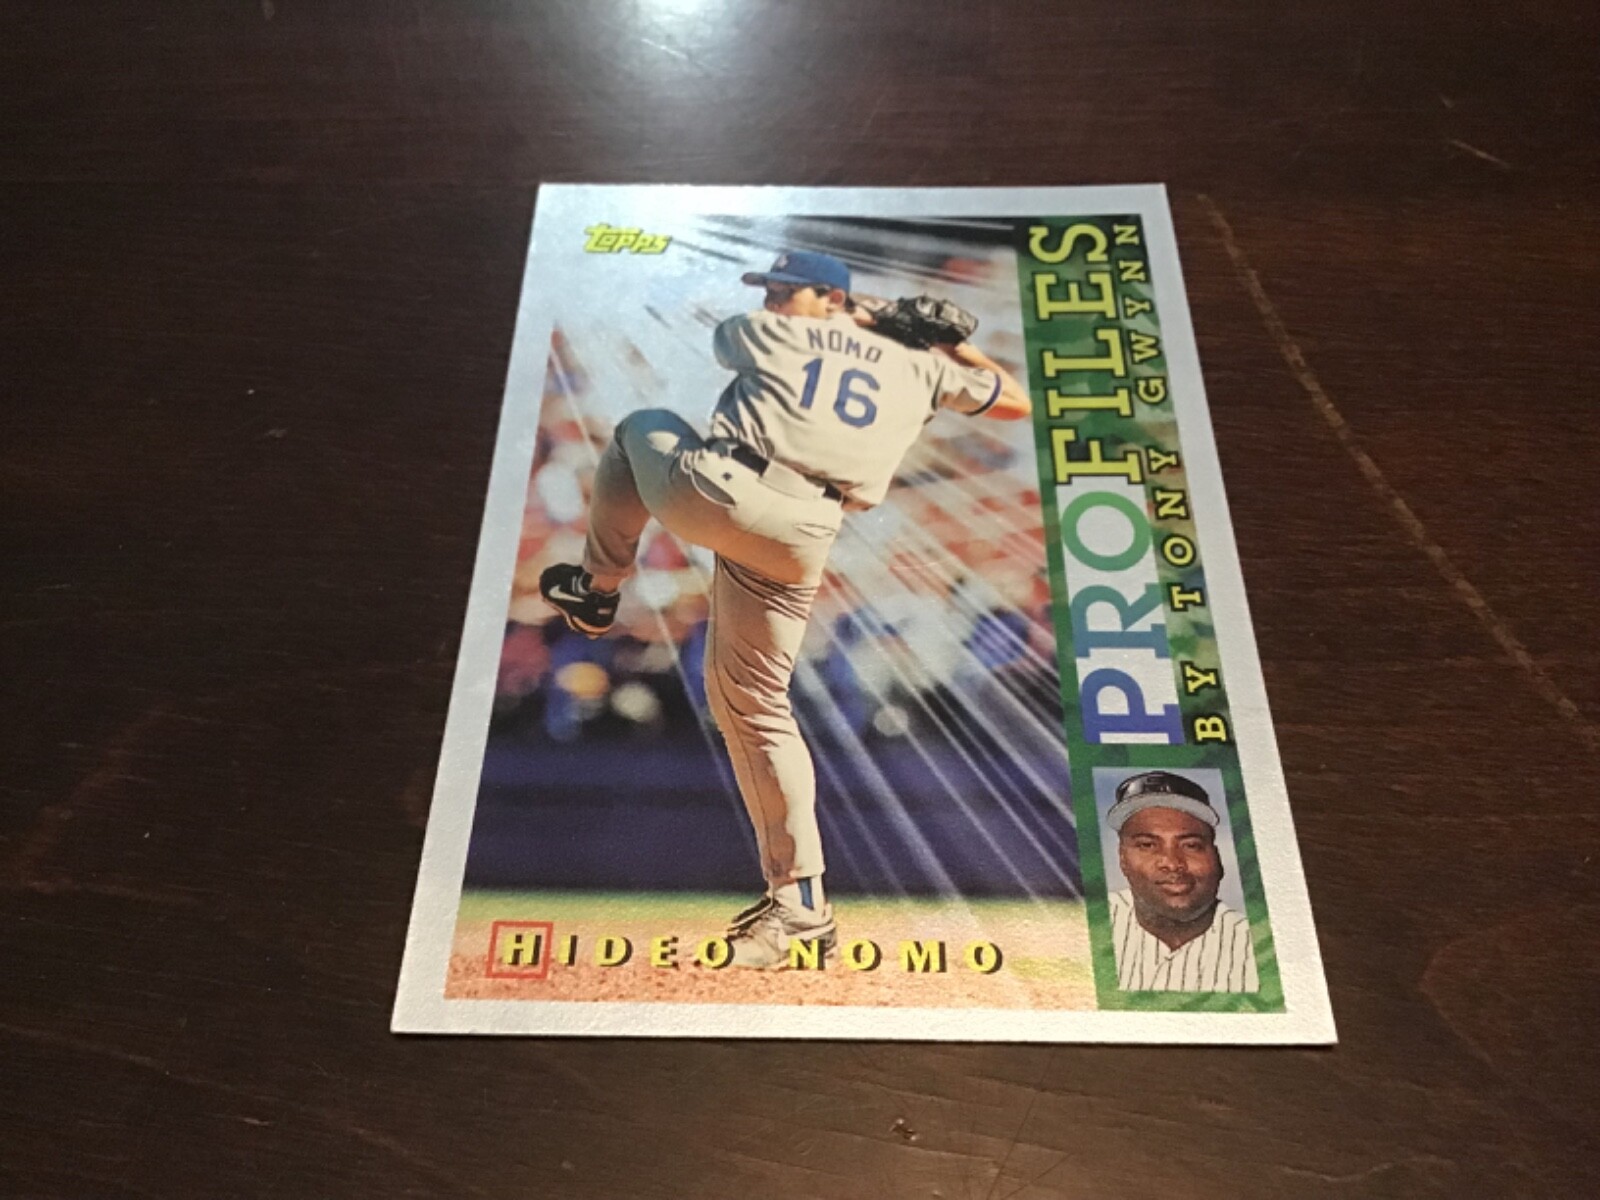 Topps
NOMO
16
PROFILES
BY TONY GWYNN
HIDEO NOMO